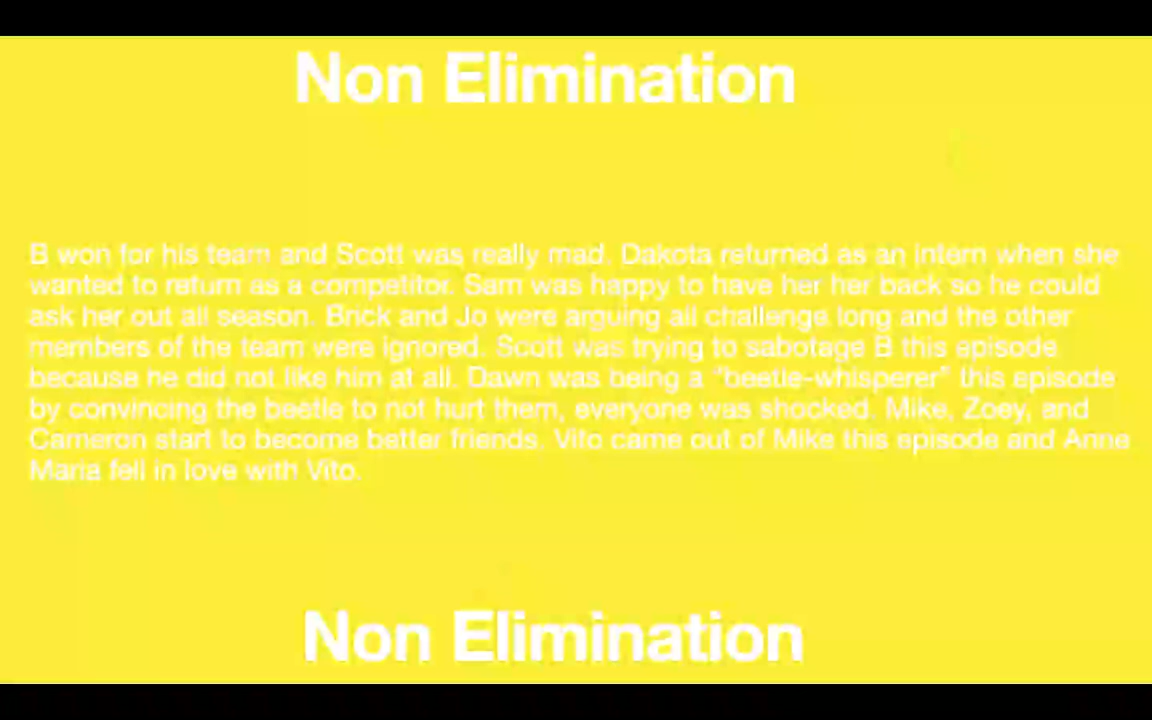 Non Elimination
B won for his team and Scott was really mad. Dakota returned as an intern when she
wanted to return as a competitor. Sam was happy to have her her back so he could
ask her out all season. Brick and Jo were arguing all challenge long and the other
members of the team were ignored. Scott was trying to sabotage B this episode
because he did not like him at all. Dawn was being a "beetle-whisperer" this episode
by convincing the beetle to not hurt them, everyone was shocked. Mike, Zoey, and
Cameron start to become better friends. Vito came out of Mike this episode and Anne
Maria fell in love with Vito.
Non Elimination